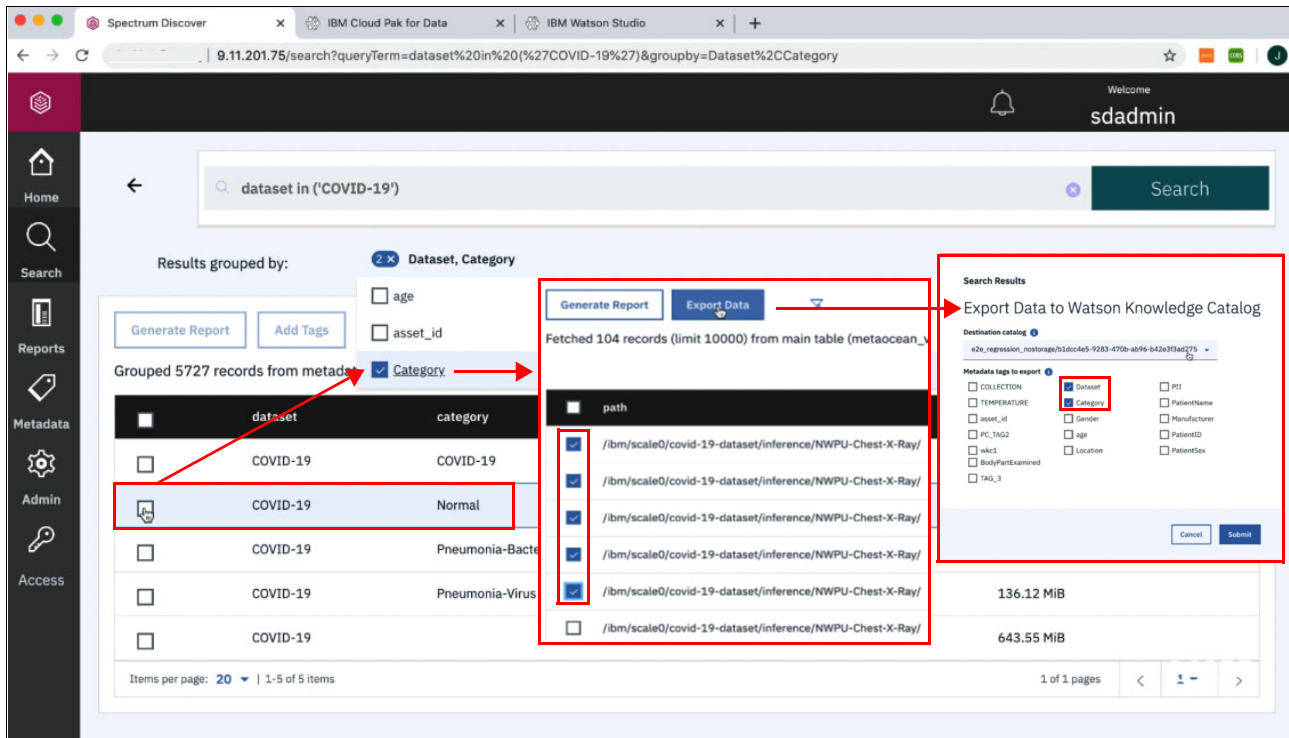 Spectrum Discover
IBM Cloud Pak for Data
IBM Watson Studio
9.11.201.75/search?queryTerm=dataset%20in%20(%27COVID-19%27)&groupby=Dataset%2CCategory
J
Welcome
sdadmin
Home
Search
Reports
Metadata
Admin
Access
dataset in ('COVID-19')
Search
Results grouped by:
2 × Dataset, Category
age
asset_id
Category
Generate Report
Add Tags
Grouped 5727 records from metadat
dataset
category
COVID-19
COVID-19
COVID-19
Normal
COVID-19
Pneumonia-Bacte
COVID-19
Pneumonia-Virus
136.12 MiB
COVID-19
643.55 MiB
Items per page: 20 | 1-5 of 5 items
1 of 1 pages
1
Generate Report
Export Data
Fetched 104 records (limit 10000) from main table (metaocean_v
path
/ibm/scale0/covid-19-dataset/inference/NWPU-Chest-X-Ray/
/ibm/scale0/covid-19-dataset/inference/NWPU-Chest-X-Ray/
/ibm/scale0/covid-19-dataset/inference/NWPU-Chest-X-Ray/
/ibm/scale0/covid-19-dataset/inference/NWPU-Chest-X-Ray/
/ibm/scale0/covid-19-dataset/inference/NWPU-Chest-X-Ray/
/ibm/scale0/covid-19-dataset/inference/NWPU-Chest-X-Ray/
Search Results
Export Data to Watson Knowledge Catalog
Destination catalog
e2e_regression_nostorage/b1dcc4e5-9283-470b-ab96-b42e3f3ad275
Metadata tags to export
COLLECTION
Dataset
PII
TEMPERATURE
Category
PatientName
asset_id
Gender
Manufacturer
PC_TAG2
age
PatientID
wkc1
Location
PatientSex
BodyPartExamined
TAG_3
Cancel
Submit